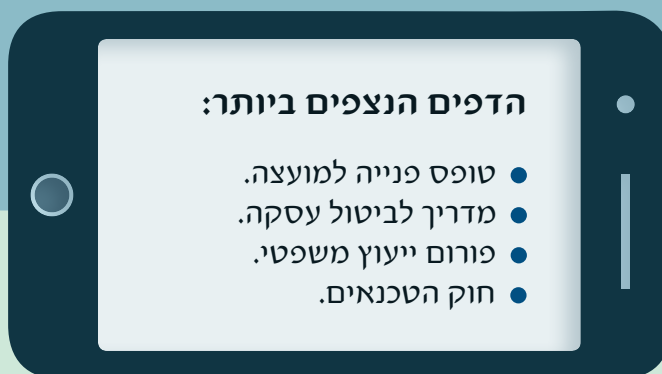 הדפים הנצפים ביותר:
טופס פנייה למועצה.
מדריך לביטול עסקה.
פורום ייעוץ משפטי.
חוק הטכנאים.